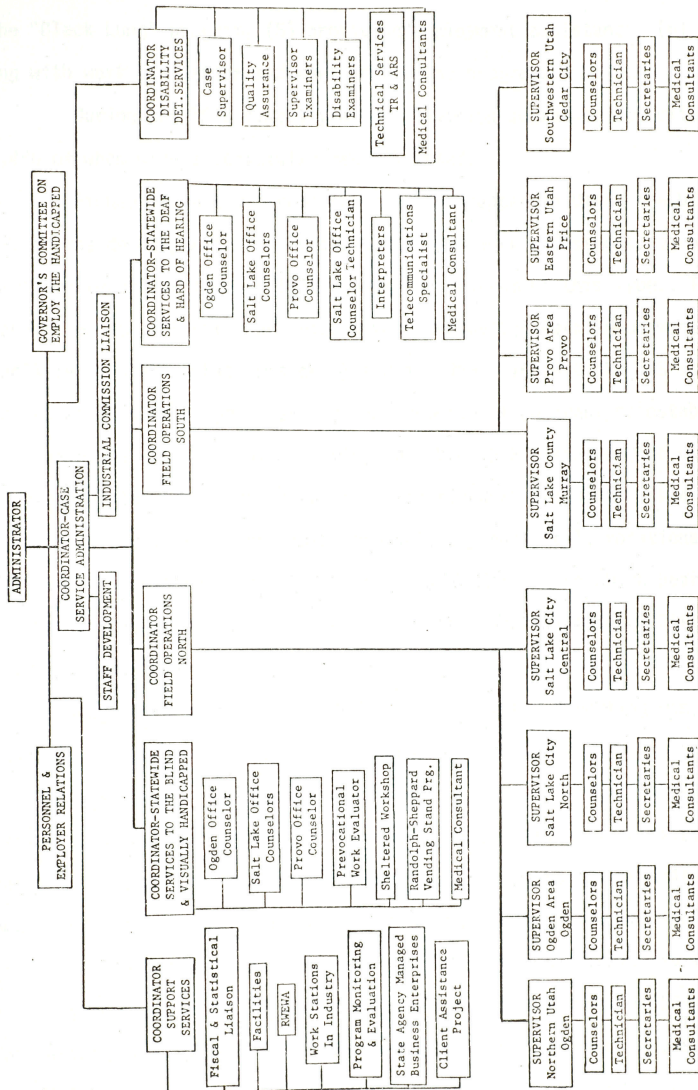 ADMINISTRATOR
PERSONNEL &
EMPLOYER RELATIONS
GOVERNOR'S COMMITTEE ON
EMPLOY THE HANDICAPPED
COORDINATOR-CASE
SERVICE ADMINISTRATION
STAFF DEVELOPMENT
INDUSTRIAL COMMISSION LIAISON
COORDINATOR
SUPPORT
SERVICES
Fiscal & Statistical
Liaison
Facilities
RWEWA
Work Stations
In Industry
Program Monitoring
& Evaluation
State Agency Managed
Business Enterprises
Client Assistance
Project
COORDINATOR-STATEWIDE
SERVICES TO THE BLIND
& VISUALLY HANDICAPPED
Ogden Office
Counselor
Salt Lake Office
Counselors
Provo Office
Counselor
Prevocational
Work Evaluator
Sheltered Workshop
Randolph-Sheppard
Vending Stand Prg.
Medical Consultant
COORDINATOR
FIELD OPERATIONS
NORTH
COORDINATOR
FIELD OPERATIONS
SOUTH
COORDINATOR-STATEWIDE
SERVICES TO THE DEAF
& HARD OF HEARING
Ogden Office
Counselor
Salt Lake Office
Counselors
Provo Office
Counselor
Salt Lake Office
Counselor Technician
Interpreters
Telecommunications
Specialist
Medical Consultant
COORDINATOR
DISABILITY
DET.SERVICES
Case
Supervisor
Quality
Assurance
Supervisor
Examiners
Disability
Examiners
Technical Services
TR & ARS
Medical Consultants
SUPERVISOR
Northern Utah
Ogden
Counselors
Technician
Secretaries
Medical
Consultants
SUPERVISOR
Ogden Area
Ogden
Counselors
Technician
Secretaries
Medical
Consultants
SUPERVISOR
Salt Lake City
North
Counselors
Technician
Secretaries
Medical
Consultants
SUPERVISOR
Salt Lake City
Central
Counselors
Technician
Secretaries
Medical
Consultants
SUPERVISOR
Salt Lake County
Murray
Counselors
Technician
Secretaries
Medical
Consultants
SUPERVISOR
Provo Area
Provo
Counselors
Technician
Secretaries
Medical
Consultants
SUPERVISOR
Eastern Utah
Price
Counselors
Technician
Secretaries
Medical
Consultants
SUPERVISOR
Southwestern Utah
Cedar City
Counselors
Technician
Secretaries
Medical
Consultants